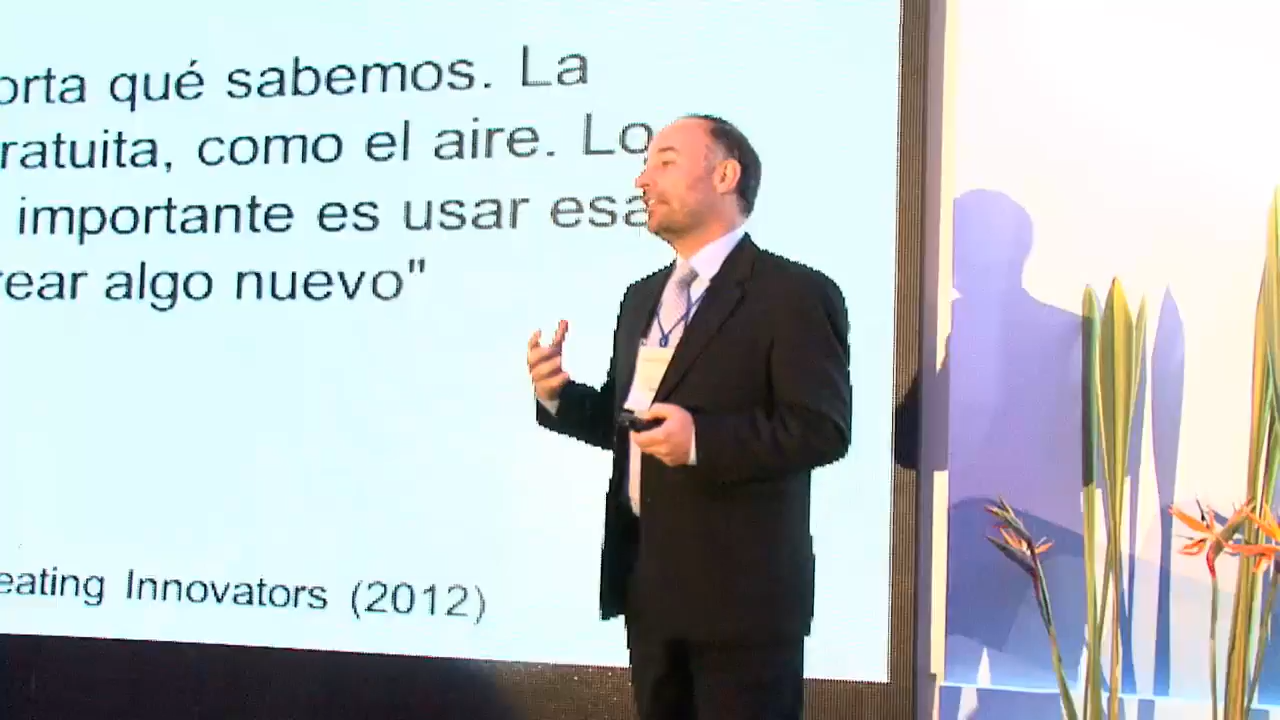 orta qué sabemos. La
ratuita, como el aire. Lo
importante es usar esa
rear algo nuevo"
eating Innovators (2012)